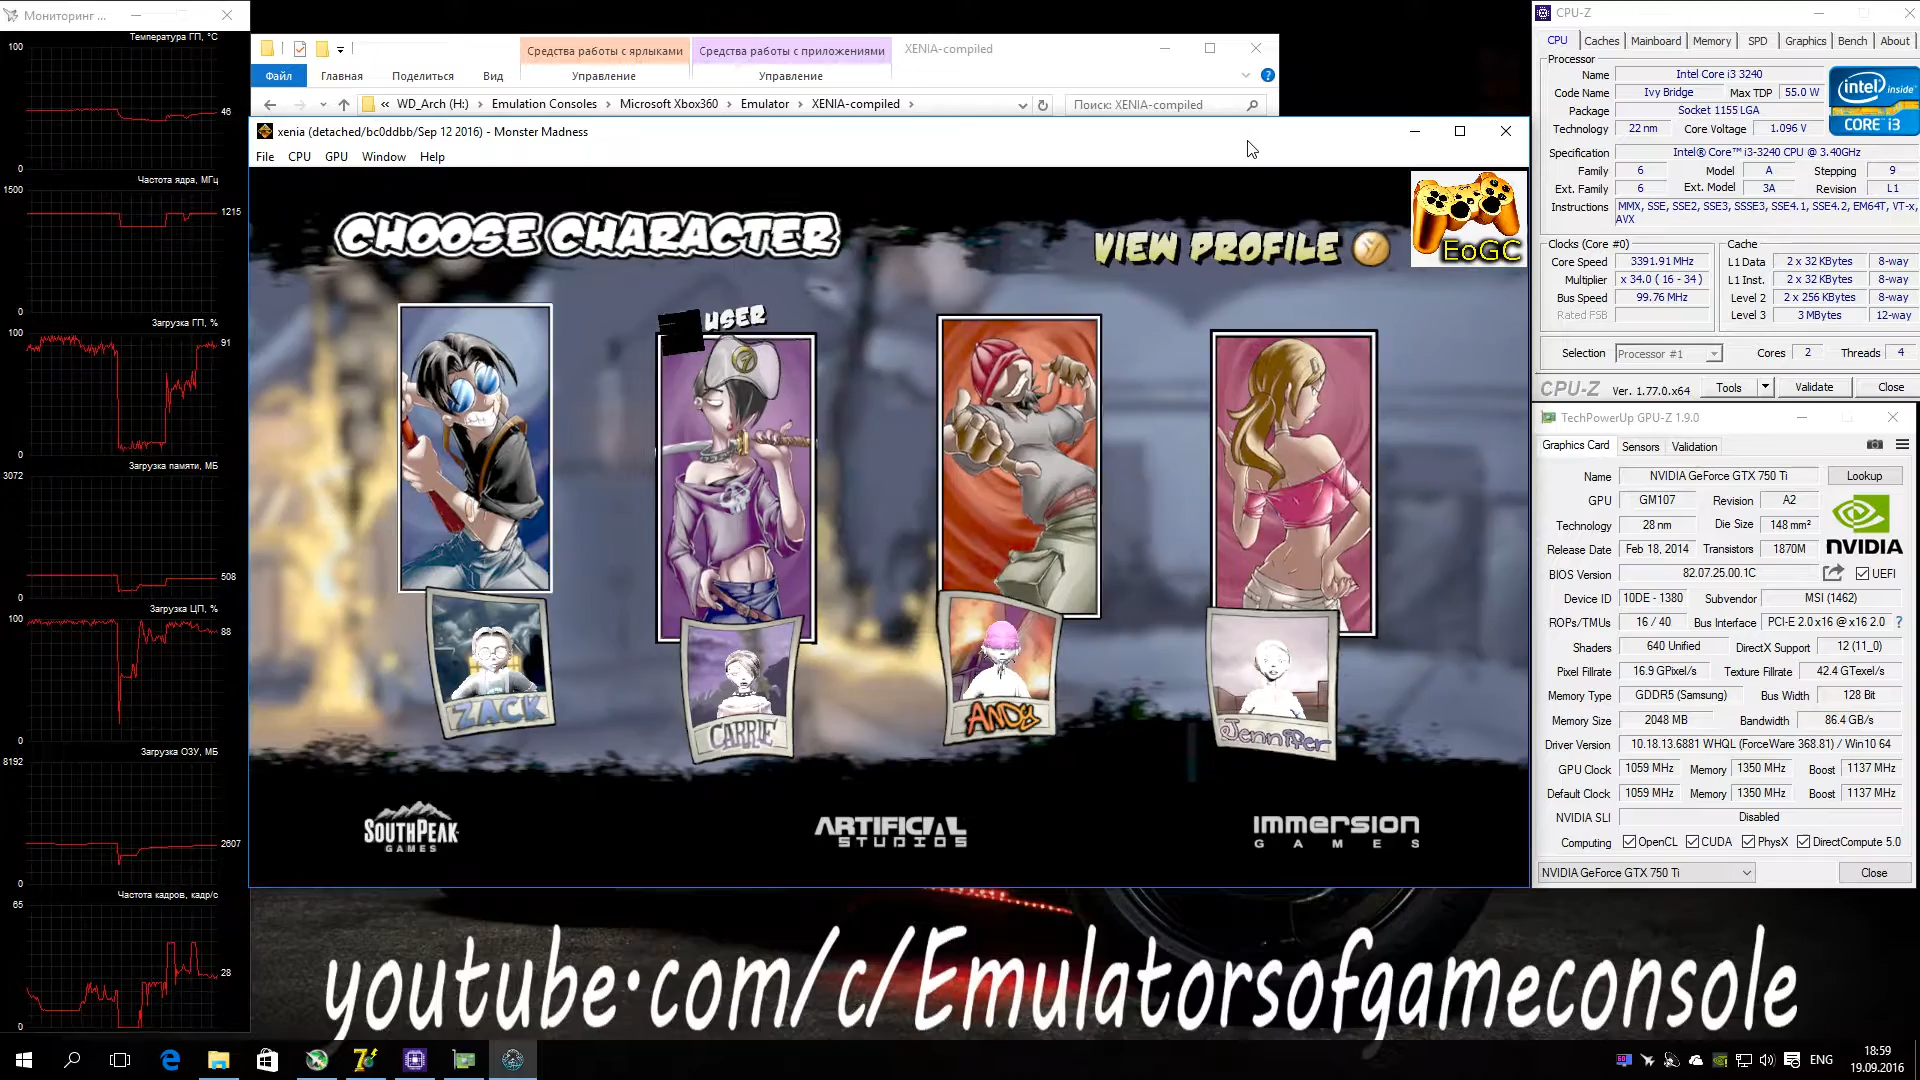 Мониторинг ...
Температура ГП, °C
100
46
0
Частота ядра, МГц
1500
1215
0
Загрузка ГП, %
100
91
0
Загрузка памяти, МБ
3072
508
0
Загрузка ЦП, %
100
88
0
Загрузка ОЗУ, МБ
8192
2607
0
Частота кадров, кадр/с
65
28
0
Средства работы с ярлыками
Средства работы с приложениями
XENIA-compiled
Файл
Главная
Поделиться
Вид
Управление
Управление
« WD_Arch (H:) › Emulation Consoles › Microsoft Xbox360 › Emulator › XENIA-compiled ›
Поиск: XENIA-compiled
xenia (detached/bc0ddbb/Sep 12 2016) - Monster Madness
File CPU GPU Window Help
CHOOSE CHARACTER
VIEW PROFILE Y
EoGC
USER
ZACK
CARRIE
ANDY
Jennifer
SOUTHPEAK
GAMES
ARTIFICIAL
STUDIOS
IMMERSION
GAMES
youtube.com/c/Emulatorsofgameconsole
CPU-Z
CPU Caches Mainboard Memory SPD Graphics Bench About
Processor
Name Intel Core i3 3240
Code Name Ivy Bridge Max TDP 55.0 W
Package Socket 1155 LGA
Technology 22 nm Core Voltage 1.096 V
intel inside™
CORE i3
Specification Intel® Core™ i3-3240 CPU @ 3.40GHz
Family 6 Model A Stepping 9
Ext. Family 6 Ext. Model 3A Revision L1
Instructions MMX, SSE, SSE2, SSE3, SSSE3, SSE4.1, SSE4.2, EM64T, VT-x,
AVX
Clocks (Core #0)
Core Speed 3391.91 MHz
Multiplier x 34.0 ( 16 - 34 )
Bus Speed 99.76 MHz
Rated FSB
Cache
L1 Data 2 x 32 KBytes 8-way
L1 Inst. 2 x 32 KBytes 8-way
Level 2 2 x 256 KBytes 8-way
Level 3 3 MBytes 12-way
Selection Processor #1 Cores 2 Threads 4
CPU-Z Ver. 1.77.0.x64 Tools Validate Close
TechPowerUp GPU-Z 1.9.0
Graphics Card Sensors Validation
Name NVIDIA GeForce GTX 750 Ti Lookup
GPU GM107 Revision A2
Technology 28 nm Die Size 148 mm²
Release Date Feb 18, 2014 Transistors 1870M
NVIDIA
BIOS Version 82.07.25.00.1C UEFI
Device ID 10DE - 1380 Subvendor MSI (1462)
ROPs/TMUs 16 / 40 Bus Interface PCI-E 2.0 x16 @ x16 2.0 ?
Shaders 640 Unified DirectX Support 12 (11_0)
Pixel Fillrate 16.9 GPixel/s Texture Fillrate 42.4 GTexel/s
Memory Type GDDR5 (Samsung) Bus Width 128 Bit
Memory Size 2048 MB Bandwidth 86.4 GB/s
Driver Version 10.18.13.6881 WHQL (ForceWare 368.81) / Win10 64
GPU Clock 1059 MHz Memory 1350 MHz Boost 1137 MHz
Default Clock 1059 MHz Memory 1350 MHz Boost 1137 MHz
NVIDIA SLI Disabled
Computing OpenCL CUDA PhysX DirectCompute 5.0
NVIDIA GeForce GTX 750 Ti Close
ENG
18:59
19.09.2016